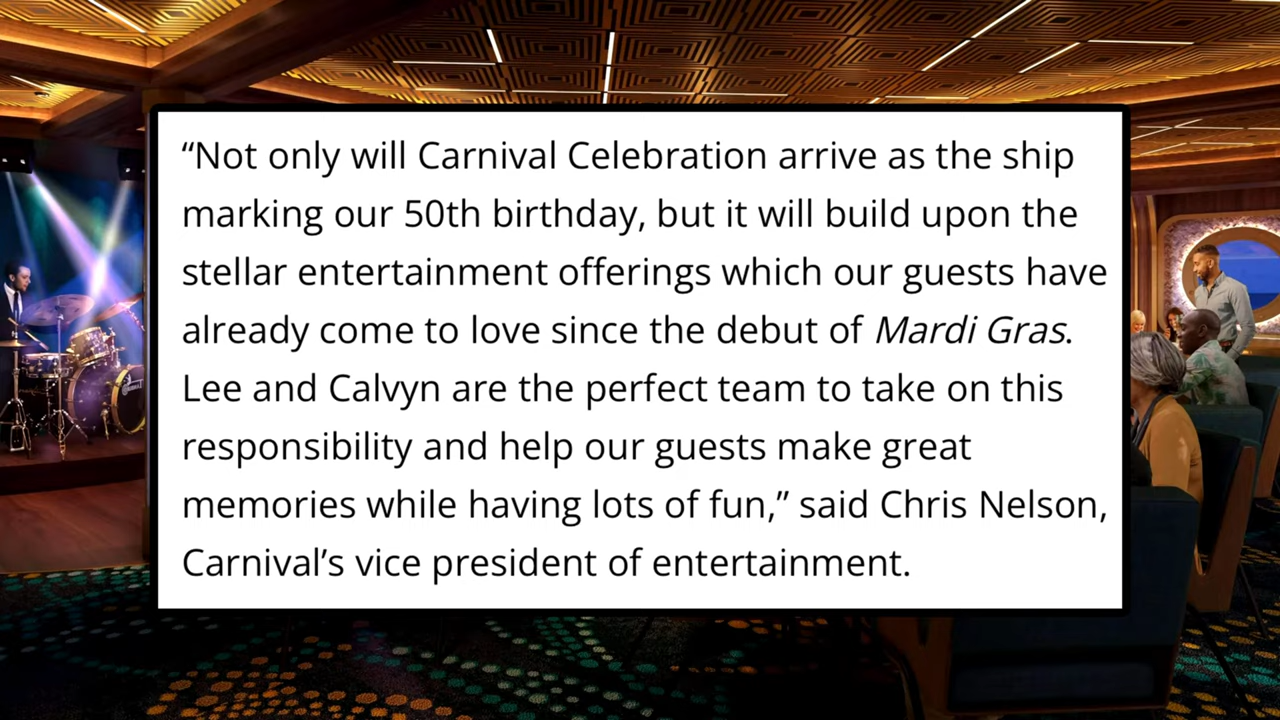 “Not only will Carnival Celebration arrive as the ship
marking our 50th birthday, but it will build upon the
stellar entertainment offerings which our guests have
already come to love since the debut of Mardi Gras.
Lee and Calvyn are the perfect team to take on this
responsibility and help our guests make great
memories while having lots of fun,” said Chris Nelson,
Carnival’s vice president of entertainment.